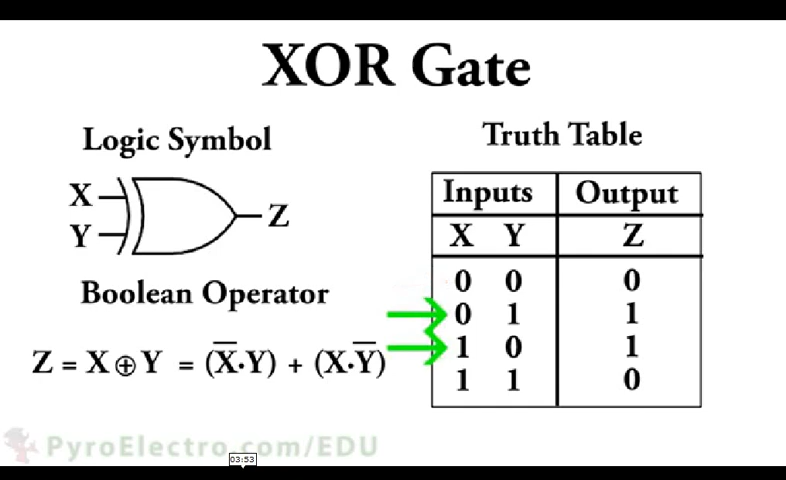 XOR Gate
Logic Symbol
X
Y
Z
Boolean Operator
Z = X⊕Y = (X̅·Y) + (X·Y̅)
Truth Table
Inputs Output
X Y Z
0 0 0
0 1 1
1 0 1
1 1 0
PyroElectro.com/EDU
03:53